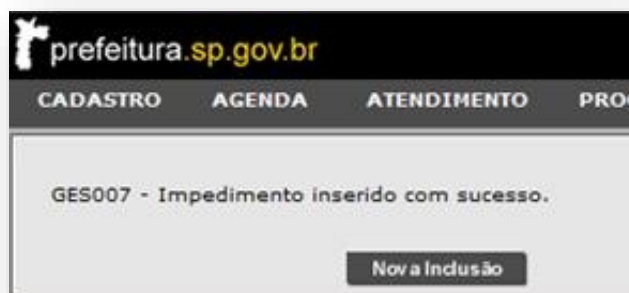 prefeitura.sp.gov.br
CADASTRO AGENDA ATENDIMENTO
GES007 - Impedimento inserido com sucesso.
Nova Inclusão